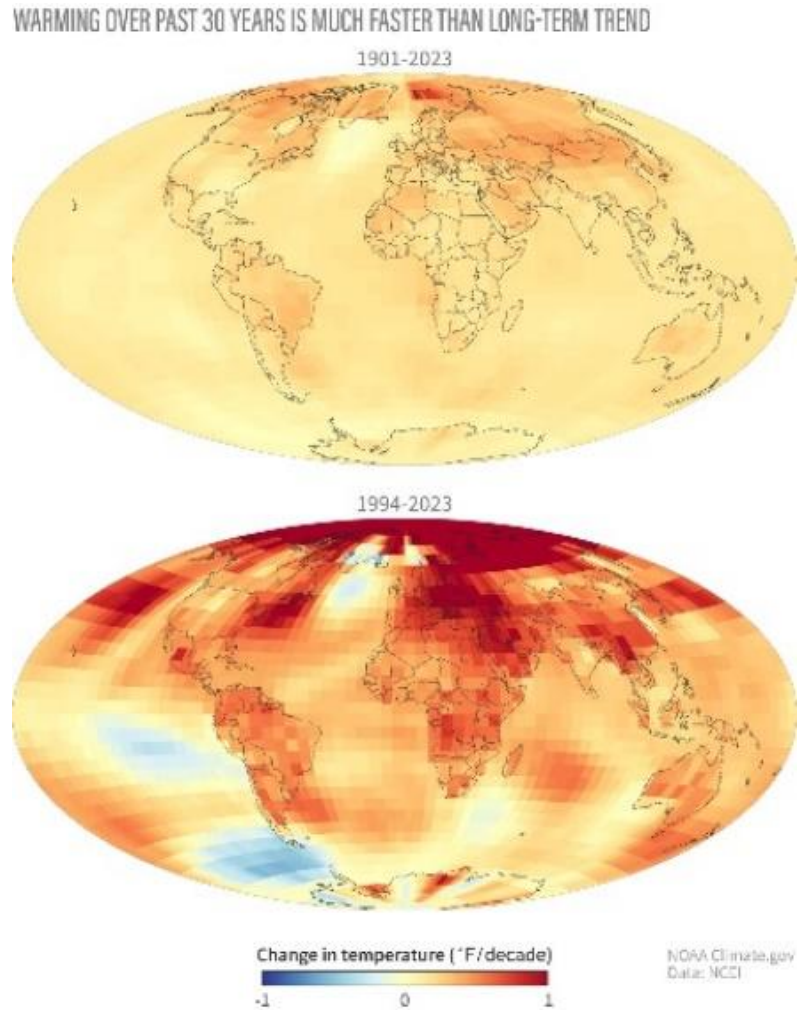 WARMING OVER PAST 30 YEARS IS MUCH FASTER THAN LONG-TERM TREND
1901-2023
1994-2023
Change in temperature (°F/decade)
-1 0 1
NOAA Climate.gov
Data: NCEI